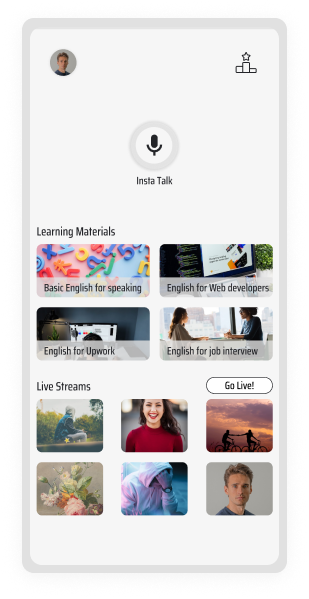 Insta Talk
Learning Materials
Basic English for speaking
English for Web developers
English for Upwork
English for job interview
Live Streams
Go Live!